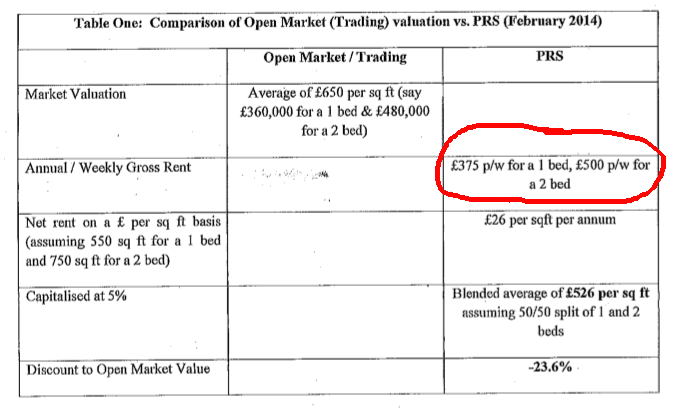 Table One: Comparison of Open Market (Trading) valuation vs. PRS (February 2014)
Open Market / Trading
PRS
Market Valuation
Average of £650 per sq ft (say
£360,000 for a 1 bed & £480,000
for a 2 bed)
Annual / Weekly Gross Rent
£375 p/w for a 1 bed, £500 p/w for
a 2 bed
Net rent on a £ per sq ft basis
(assuming 550 sq ft for a 1 bed
and 750 sq ft for a 2 bed)
£26 per sqft per annum
Capitalised at 5%
Blended average of £526 per sq ft
assuming 50/50 split of 1 and 2
beds
Discount to Open Market Value
-23.6%